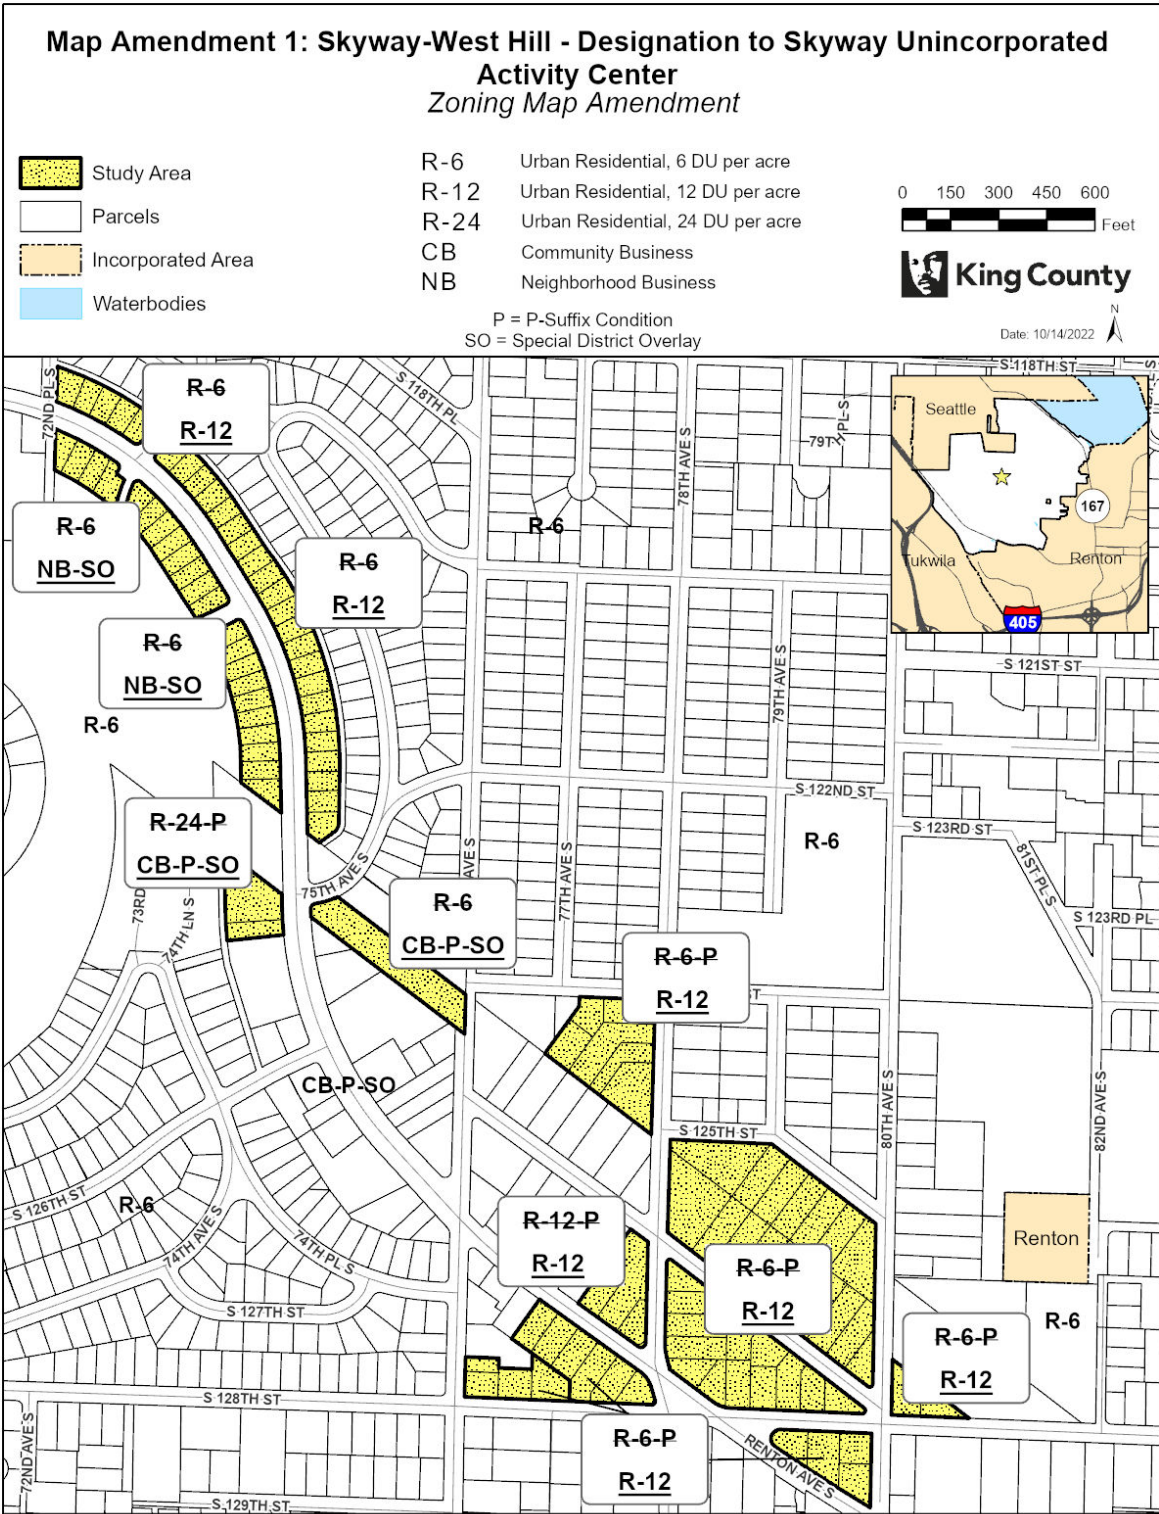 Map Amendment 1: Skyway-West Hill - Designation to Skyway Unincorporated
Activity Center
Zoning Map Amendment
Study Area
Parcels
Incorporated Area
Waterbodies
R-6 Urban Residential, 6 DU per acre
R-12 Urban Residential, 12 DU per acre
R-24 Urban Residential, 24 DU per acre
CB Community Business
NB Neighborhood Business
P = P-Suffix Condition
SO = Special District Overlay
0 150 300 450 600
Feet
King County
N
Date: 10/14/2022
S 118TH ST
72ND PL S
S 118TH PL
78TH AVE S
R-6
R-12
Seattle
167
Tukwila
Renton
405
R-6
R-6
NB-SO
R-6
R-12
R-6
NB-SO
R-6
79TH AVE S
S 121ST ST
S 122ND ST
R-6
S 123RD ST
81ST PL S
R-24-P
CB-P-SO
75TH AVE S
AVE S
77TH AVE S
R-6
CB-P-SO
73RD
74TH LN S
S 123RD PL
R-6-P
R-12
ST
CB-P-SO
80TH AVE S
82ND AVE S
S 125TH ST
S 126TH ST
R-6
74TH AVE S
74TH PL S
S 127TH ST
R-12-P
R-12
R-6-P
R-12
Renton
R-6
R-6-P
R-12
S 128TH ST
72ND AVE S
R-6-P
R-12
RENTON AVE S
S 129TH ST